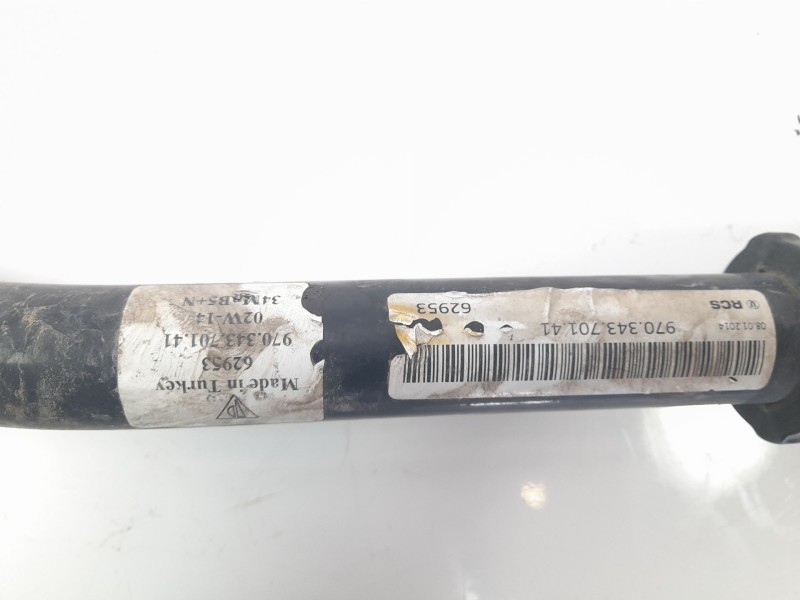 Made in Turkey
62953
970.343.701.41
02W-14
34MnB5+N
RCS
08.01.2014
970.343.701.41
62953